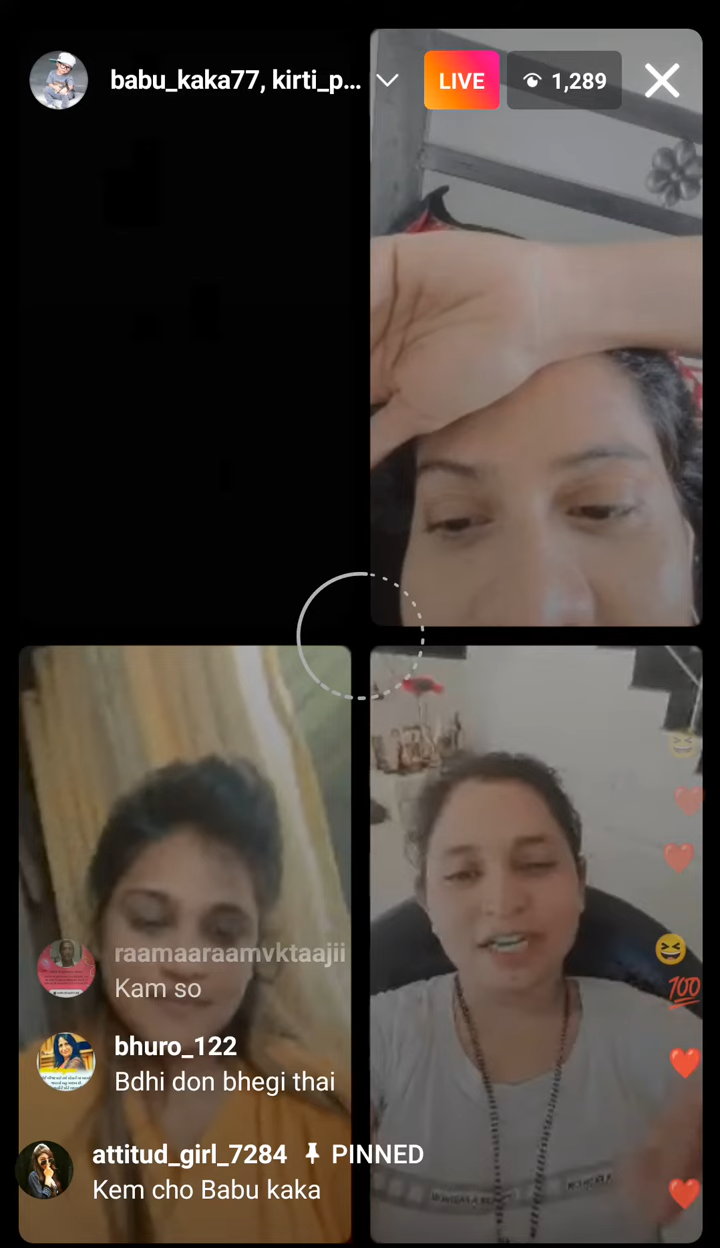 babu_kaka77, kirti_p... LIVE 1,289
raamaaraamvktaajii
Kam so
bhuro_122
Bdhi don bhegi thai
attitud_girl_7284 PINNED
Kem cho Babu kaka
💯